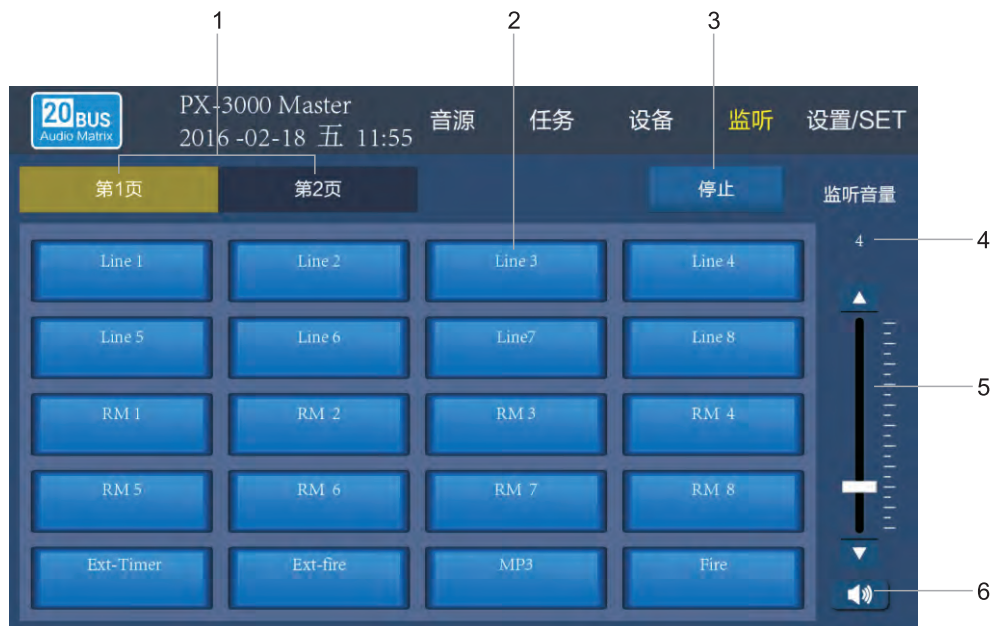 1 2 3
20 BUS
Audio Matrix
PX-3000 Master
2016 -02-18 五 11:55
音源 任务 设备 监听 设置/SET
第1页 第2页 停止 监听音量
4 4
Line 1 Line 2 Line 3 Line 4
Line 5 Line 6 Line7 Line 8
5
RM 1 RM 2 RM 3 RM 4
RM 5 RM 6 RM 7 RM 8
Ext-Timer Ext-fire MP3 Fire
6